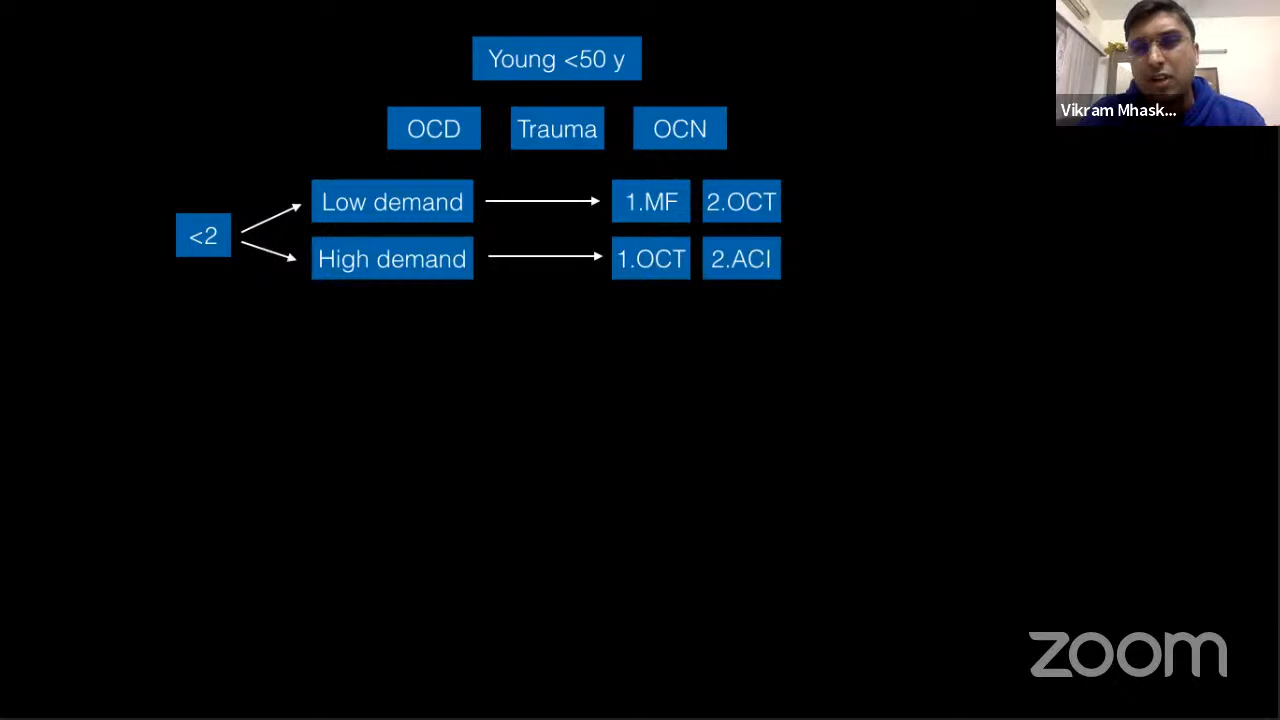 Young <50 y
Vikram Mhask...
OCD Trauma OCN
Low demand 1.MF 2.OCT
<2
High demand 1.OCT 2.ACI
zoom